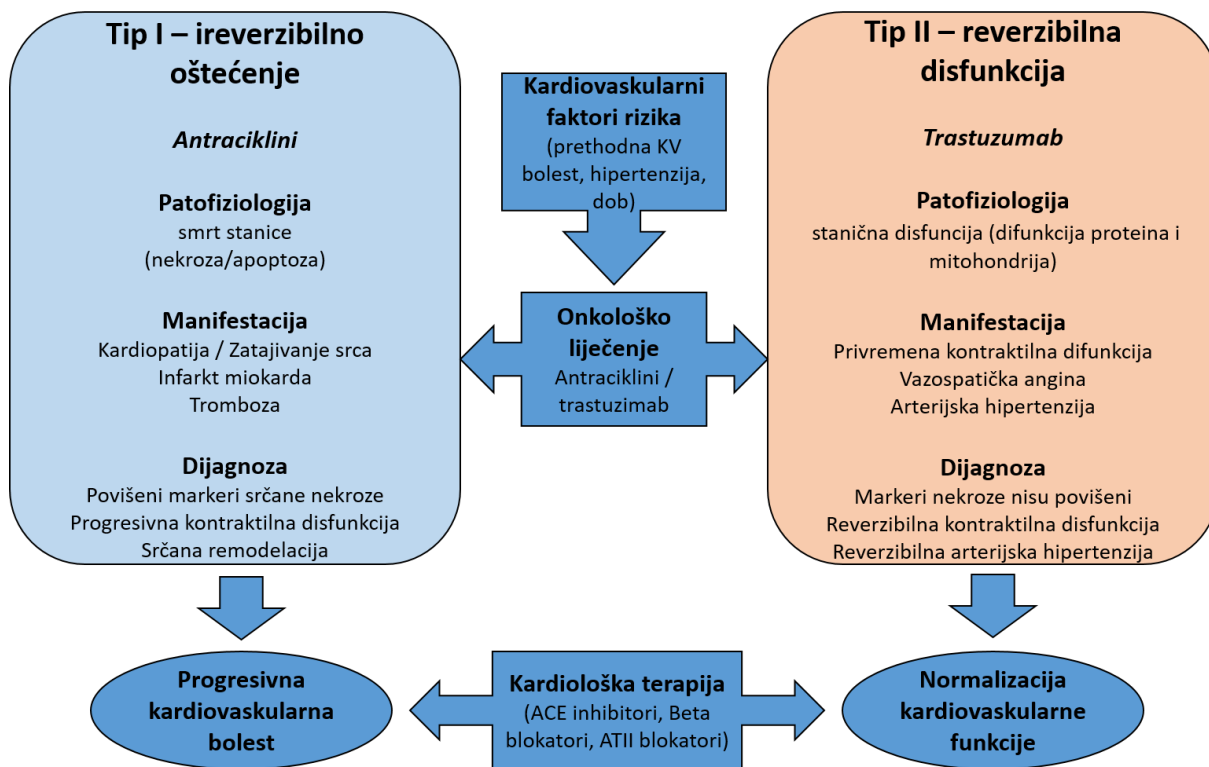 Tip I – ireverzibilno
oštećenje
Antraciklini
Patofiziologija
smrt stanice
(nekroza/apoptoza)
Manifestacija
Kardiopatija / Zatajivanje srca
Infarkt miokarda
Tromboza
Dijagnoza
Povišeni markeri srčane nekroze
Progresivna kontraktilna disfunkcija
Srčana remodelacija
Kardiovaskularni
faktori rizika
(prethodna KV
bolest, hipertenzija,
dob)
Onkološko
liječenje
Antraciklini /
trastuzimab
Tip II – reverzibilna
disfunkcija
Trastuzumab
Patofiziologija
stanična disfuncija (difunkcija proteina i
mitohondrija)
Manifestacija
Privremena kontraktilna difunkcija
Vazospatička angina
Arterijska hipertenzija
Dijagnoza
Markeri nekroze nisu povišeni
Reverzibilna kontraktilna disfunkcija
Reverzibilna arterijska hipertenzija
Progresivna
kardiovaskularna
bolest
Kardiološka terapija
(ACE inhibitori, Beta
blokatori, ATII blokatori)
Normalizacija
kardiovaskularne
funkcije